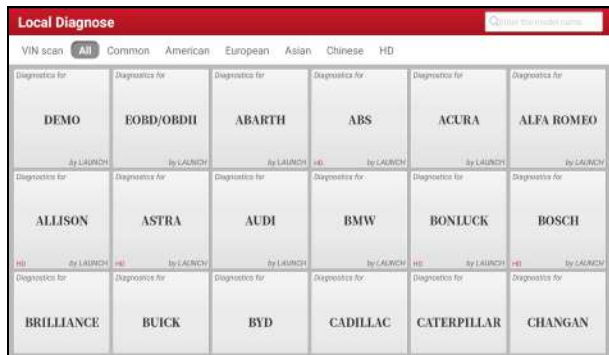 Local Diagnose
Enter the model name
VIN scan All Common American European Asian Chinese HD
Diagnostics for Diagnostics for Diagnostics for Diagnostics for Diagnostics for Diagnostics for
DEMO EOBD/OBDII ABARTH ABS ACURA ALFA ROMEO
by LAUNCH by LAUNCH by LAUNCH HD by LAUNCH by LAUNCH by LAUNCH
Diagnostics for Diagnostics for Diagnostics for Diagnostics for Diagnostics for Diagnostics for
ALLISON ASTRA AUDI BMW BONLUCK BOSCH
HD by LAUNCH HD by LAUNCH by LAUNCH by LAUNCH HD by LAUNCH HD by LAUNCH
Diagnostics for Diagnostics for Diagnostics for Diagnostics for Diagnostics for Diagnostics for
BRILLIANCE BUICK BYD CADILLAC CATERPILLAR CHANGAN